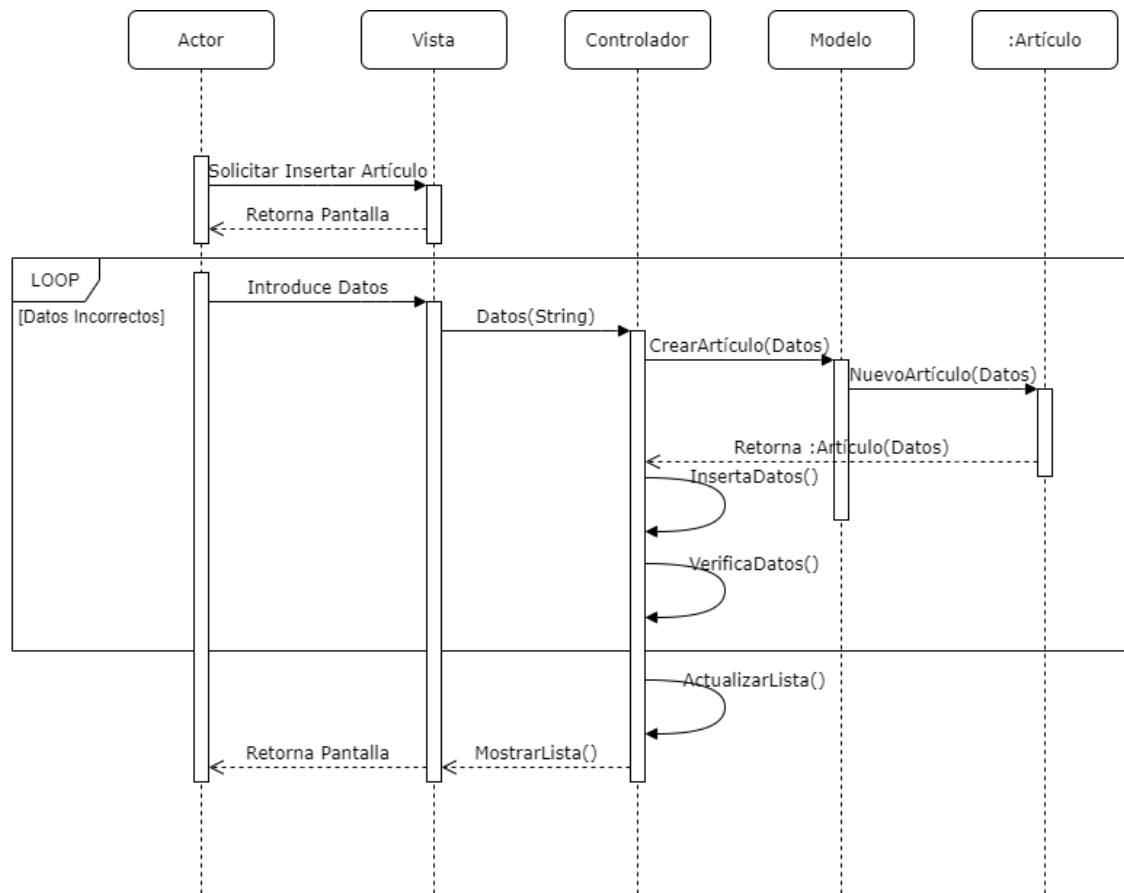 Actor
Vista
Controlador
Modelo
:Artículo
Solicitar Insertar Artículo
Retorna Pantalla
LOOP
[Datos Incorrectos]
Introduce Datos
Datos(String)
CrearArtículo(Datos)
NuevoArtículo(Datos)
Retorna :Artículo(Datos)
InsertaDatos()
VerificaDatos()
ActualizarLista()
Retorna Pantalla
MostrarLista()